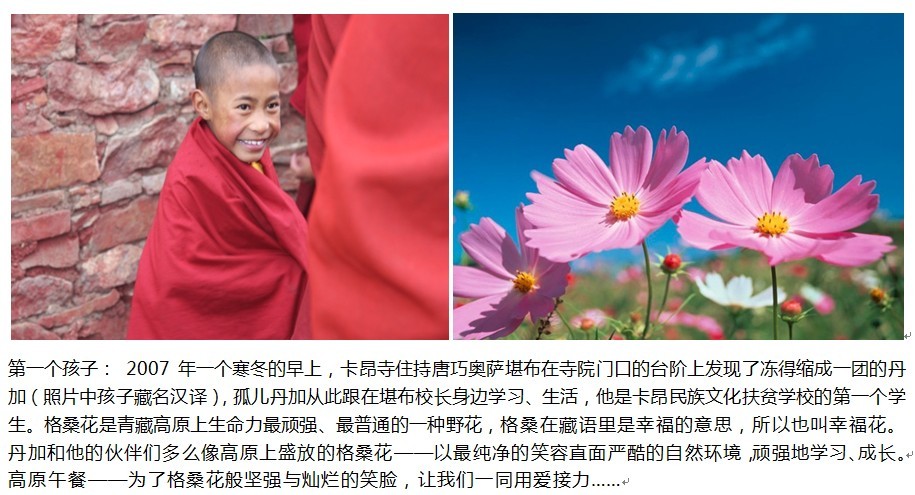 第一个孩子： 2007 年一个寒冬的早上，卡昂寺住持唐巧奥萨堪布在寺院门口的台阶上发现了冻得缩成一团的丹
加（照片中孩子藏名汉译），孤儿丹加从此跟在堪布校长身边学习、生活，他是卡昂民族文化扶贫学校的第一个学
生。格桑花是青藏高原上生命力最顽强、最普通的一种野花，格桑在藏语里是幸福的意思，所以也叫幸福花。
丹加和他的伙伴们多么像高原上盛放的格桑花——以最纯净的笑容直面严酷的自然环境,顽强地学习、成长。
高原午餐——为了格桑花般坚强与灿烂的笑脸，让我们一同用爱接力......